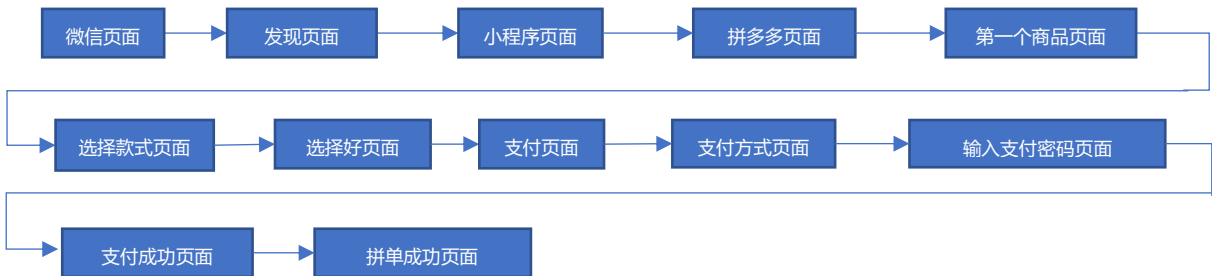 微信页面
发现页面
小程序页面
拼多多页面
第一个商品页面
选择款式页面
选择好页面
支付页面
支付方式页面
输入支付密码页面
支付成功页面
拼单成功页面